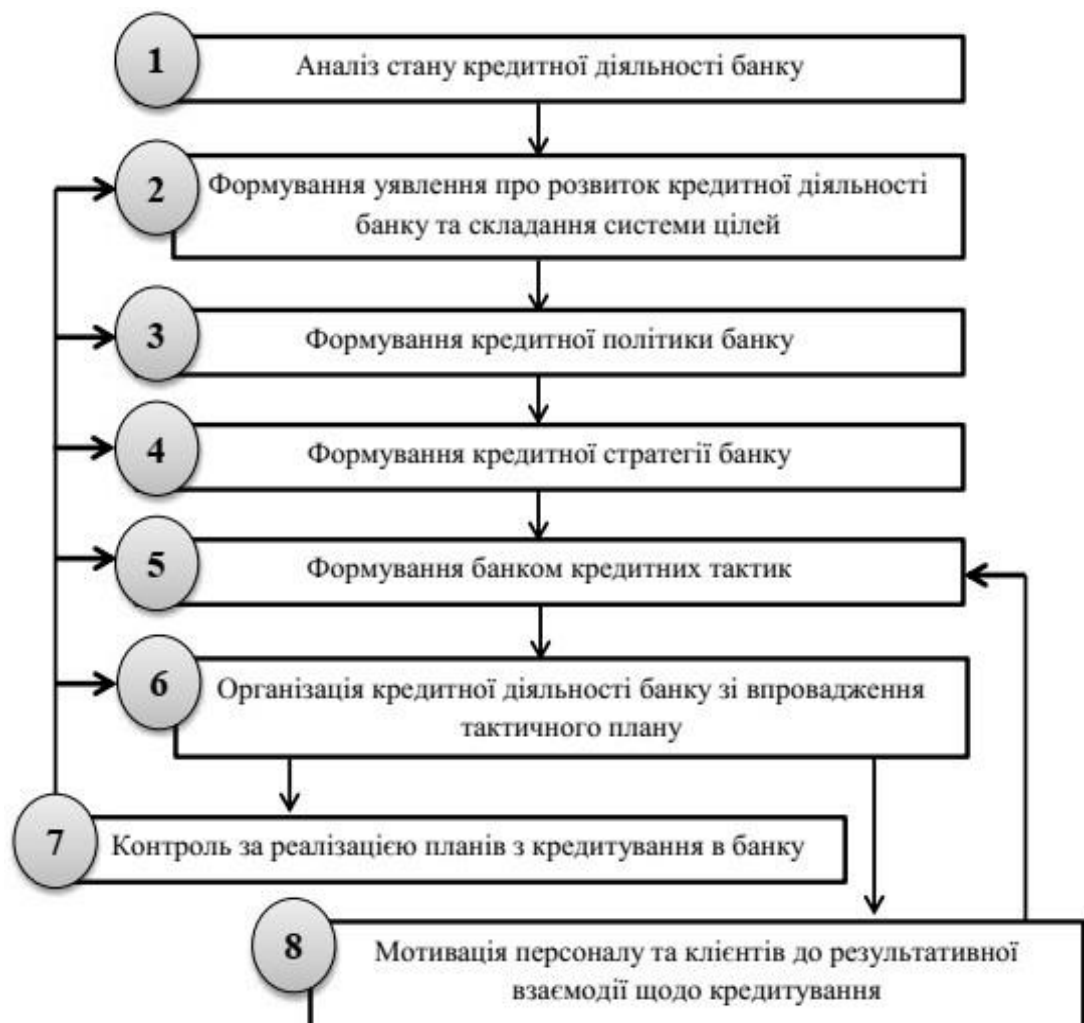 1
Аналіз стану кредитної діяльності банку
2
Формування уявлення про розвиток кредитної діяльності
банку та складання системи цілей
3
Формування кредитної політики банку
4
Формування кредитної стратегії банку
5
Формування банком кредитних тактик
6
Організація кредитної діяльності банку зі впровадження
тактичного плану
7
Контроль за реалізацією планів з кредитування в банку
8
Мотивація персоналу та клієнтів до результативної
взаємодії щодо кредитування